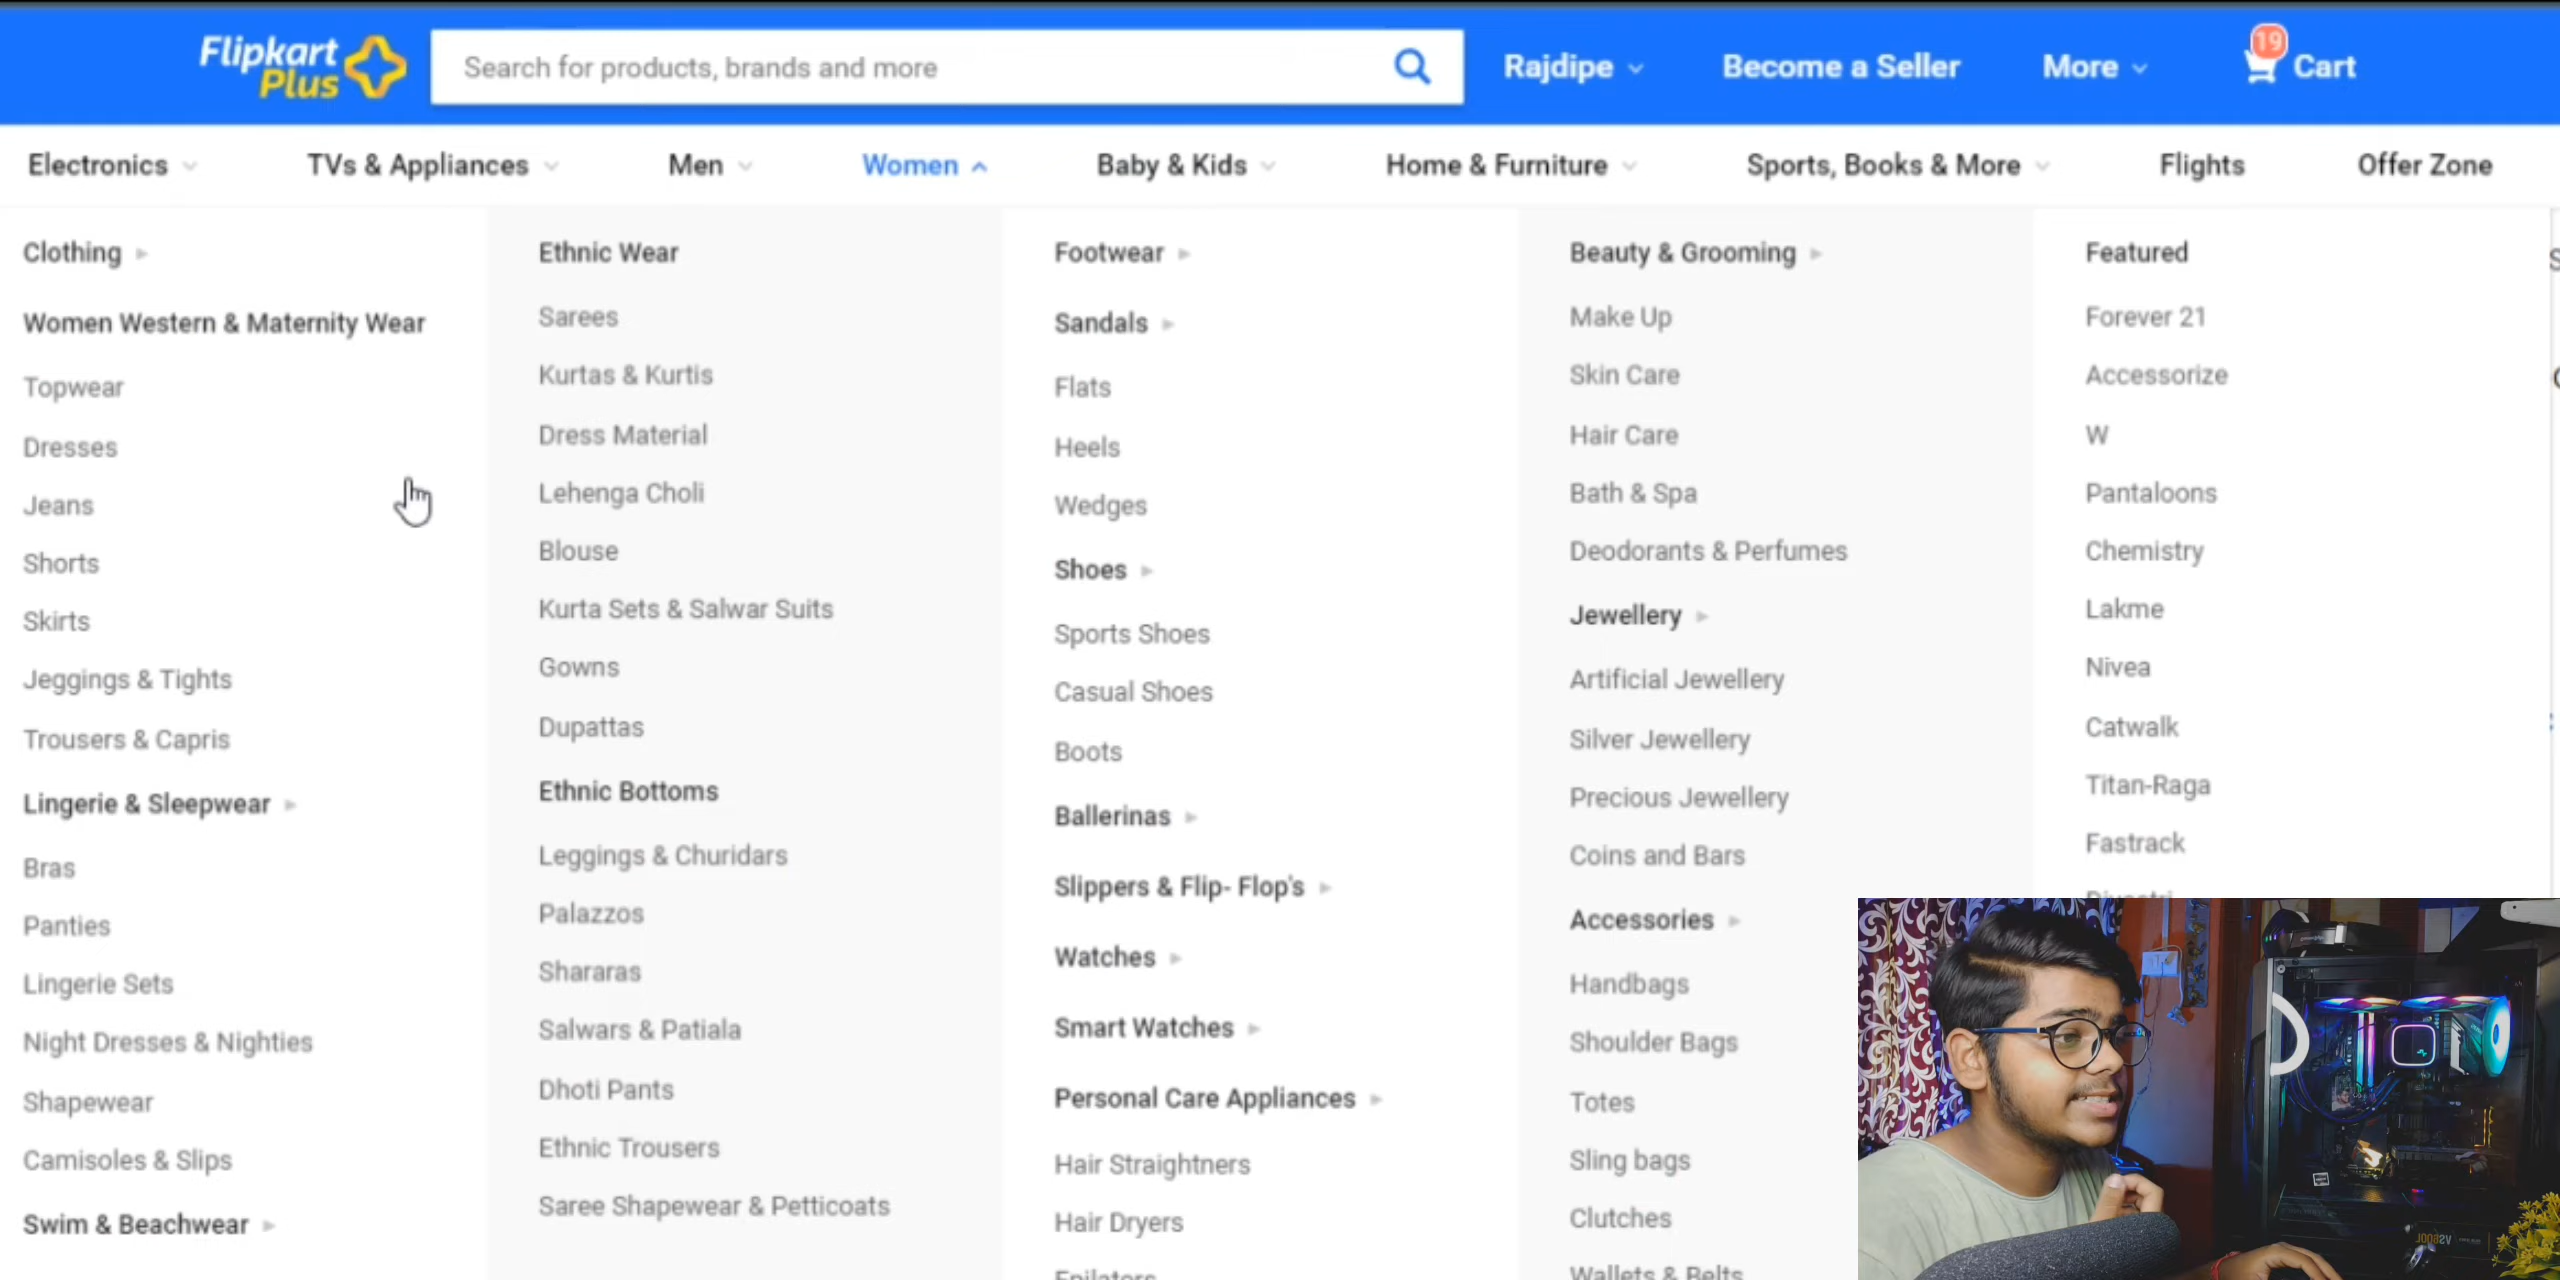 Flipkart
Plus
Search for products, brands and more
Rajdipe
Become a Seller
More
19
Cart
Electronics
TVs & Appliances
Men
Women
Baby & Kids
Home & Furniture
Sports, Books & More
Flights
Offer Zone
Clothing
Women Western & Maternity Wear
Topwear
Dresses
Jeans
Shorts
Skirts
Jeggings & Tights
Trousers & Capris
Lingerie & Sleepwear
Bras
Panties
Lingerie Sets
Night Dresses & Nighties
Shapewear
Camisoles & Slips
Swim & Beachwear
Ethnic Wear
Sarees
Kurtas & Kurtis
Dress Material
Lehenga Choli
Blouse
Kurta Sets & Salwar Suits
Gowns
Dupattas
Ethnic Bottoms
Leggings & Churidars
Palazzos
Shararas
Salwars & Patiala
Dhoti Pants
Ethnic Trousers
Saree Shapewear & Petticoats
Footwear
Sandals
Flats
Heels
Wedges
Shoes
Sports Shoes
Casual Shoes
Boots
Ballerinas
Slippers & Flip- Flop's
Watches
Smart Watches
Personal Care Appliances
Hair Straightners
Hair Dryers
Epilators
Beauty & Grooming
Make Up
Skin Care
Hair Care
Bath & Spa
Deodorants & Perfumes
Jewellery
Artificial Jewellery
Silver Jewellery
Precious Jewellery
Coins and Bars
Accessories
Handbags
Shoulder Bags
Totes
Sling bags
Clutches
Wallets & Belts
Featured
Forever 21
Accessorize
W
Pantaloons
Chemistry
Lakme
Nivea
Catwalk
Titan-Raga
Fastrack